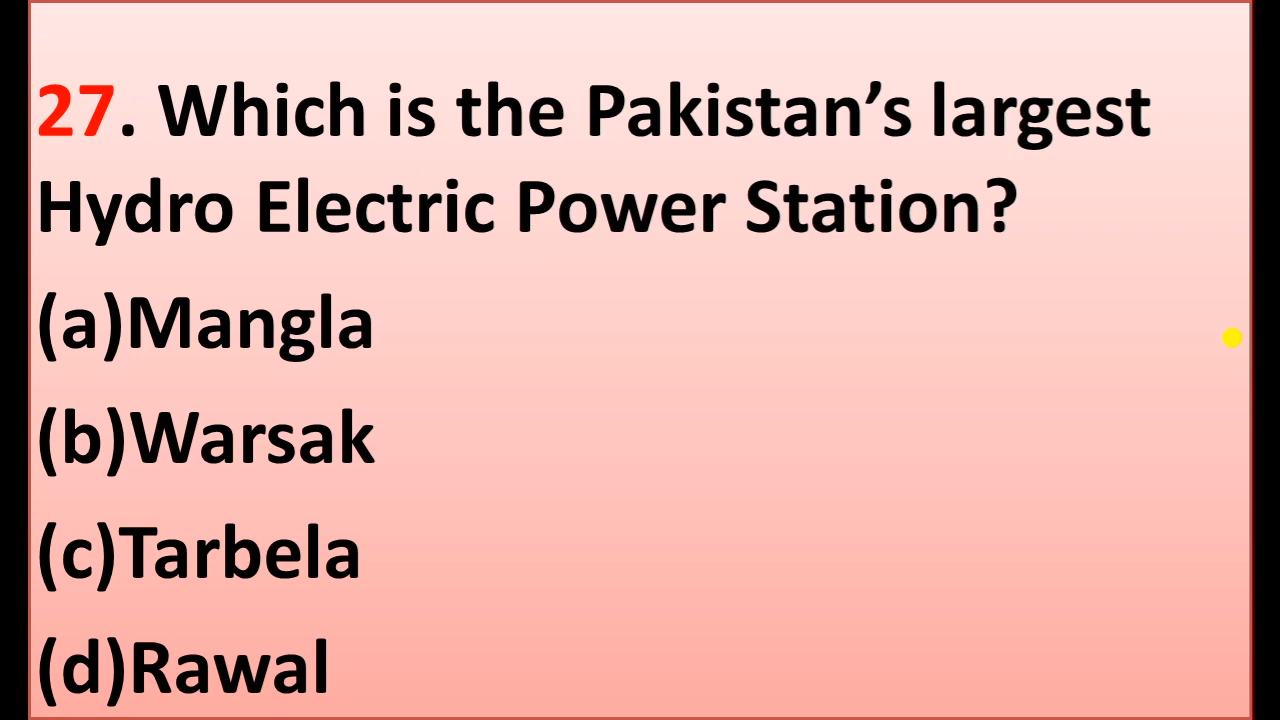 27. Which is the Pakistan’s largest
Hydro Electric Power Station?
(a)Mangla
(b)Warsak
(c)Tarbela
(d)Rawal